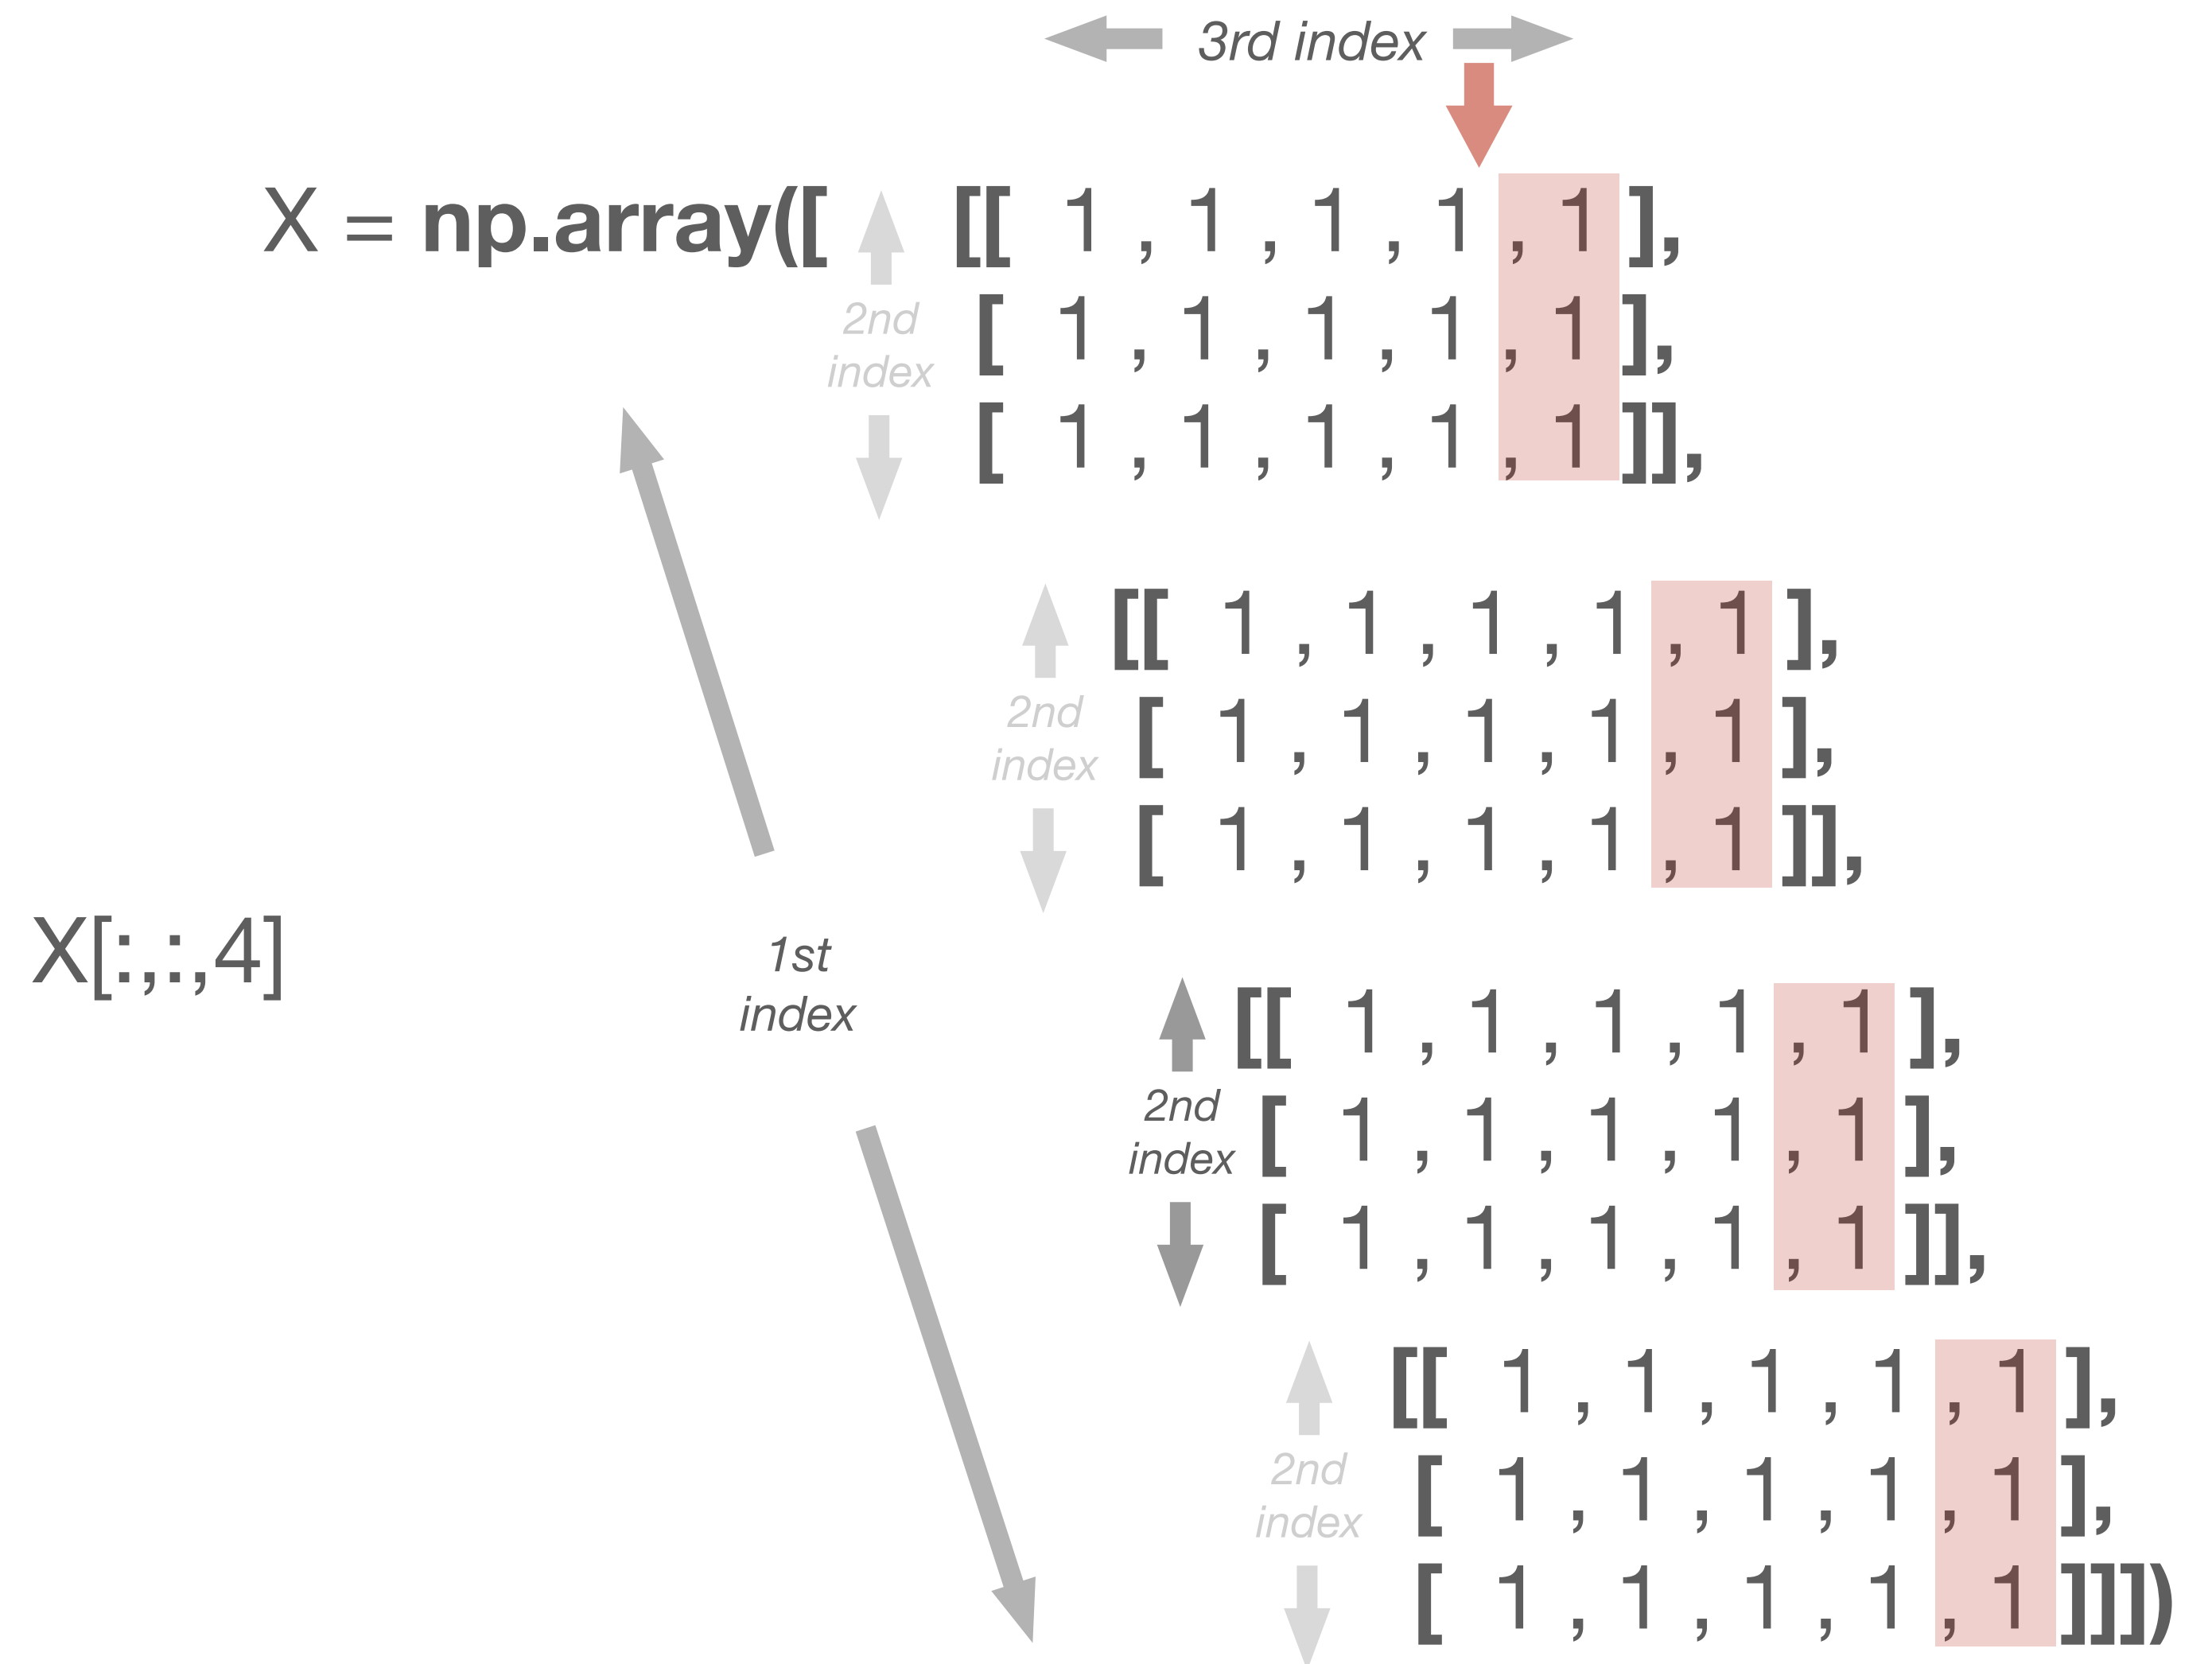 3rd index
X = np.array([ [[ 1 , 1 , 1 , 1 , 1 ],
[ 1 , 1 , 1 , 1 , 1 ],
[ 1 , 1 , 1 , 1 , 1 ]],
2nd
index
[[ 1 , 1 , 1 , 1 , 1 ],
[ 1 , 1 , 1 , 1 , 1 ],
[ 1 , 1 , 1 , 1 , 1 ]],
2nd
index
X[:,:,4]
1st
index
[[ 1 , 1 , 1 , 1 , 1 ],
[ 1 , 1 , 1 , 1 , 1 ],
[ 1 , 1 , 1 , 1 , 1 ]],
2nd
index
[[ 1 , 1 , 1 , 1 , 1 ],
[ 1 , 1 , 1 , 1 , 1 ],
[ 1 , 1 , 1 , 1 , 1 ]]])
2nd
index